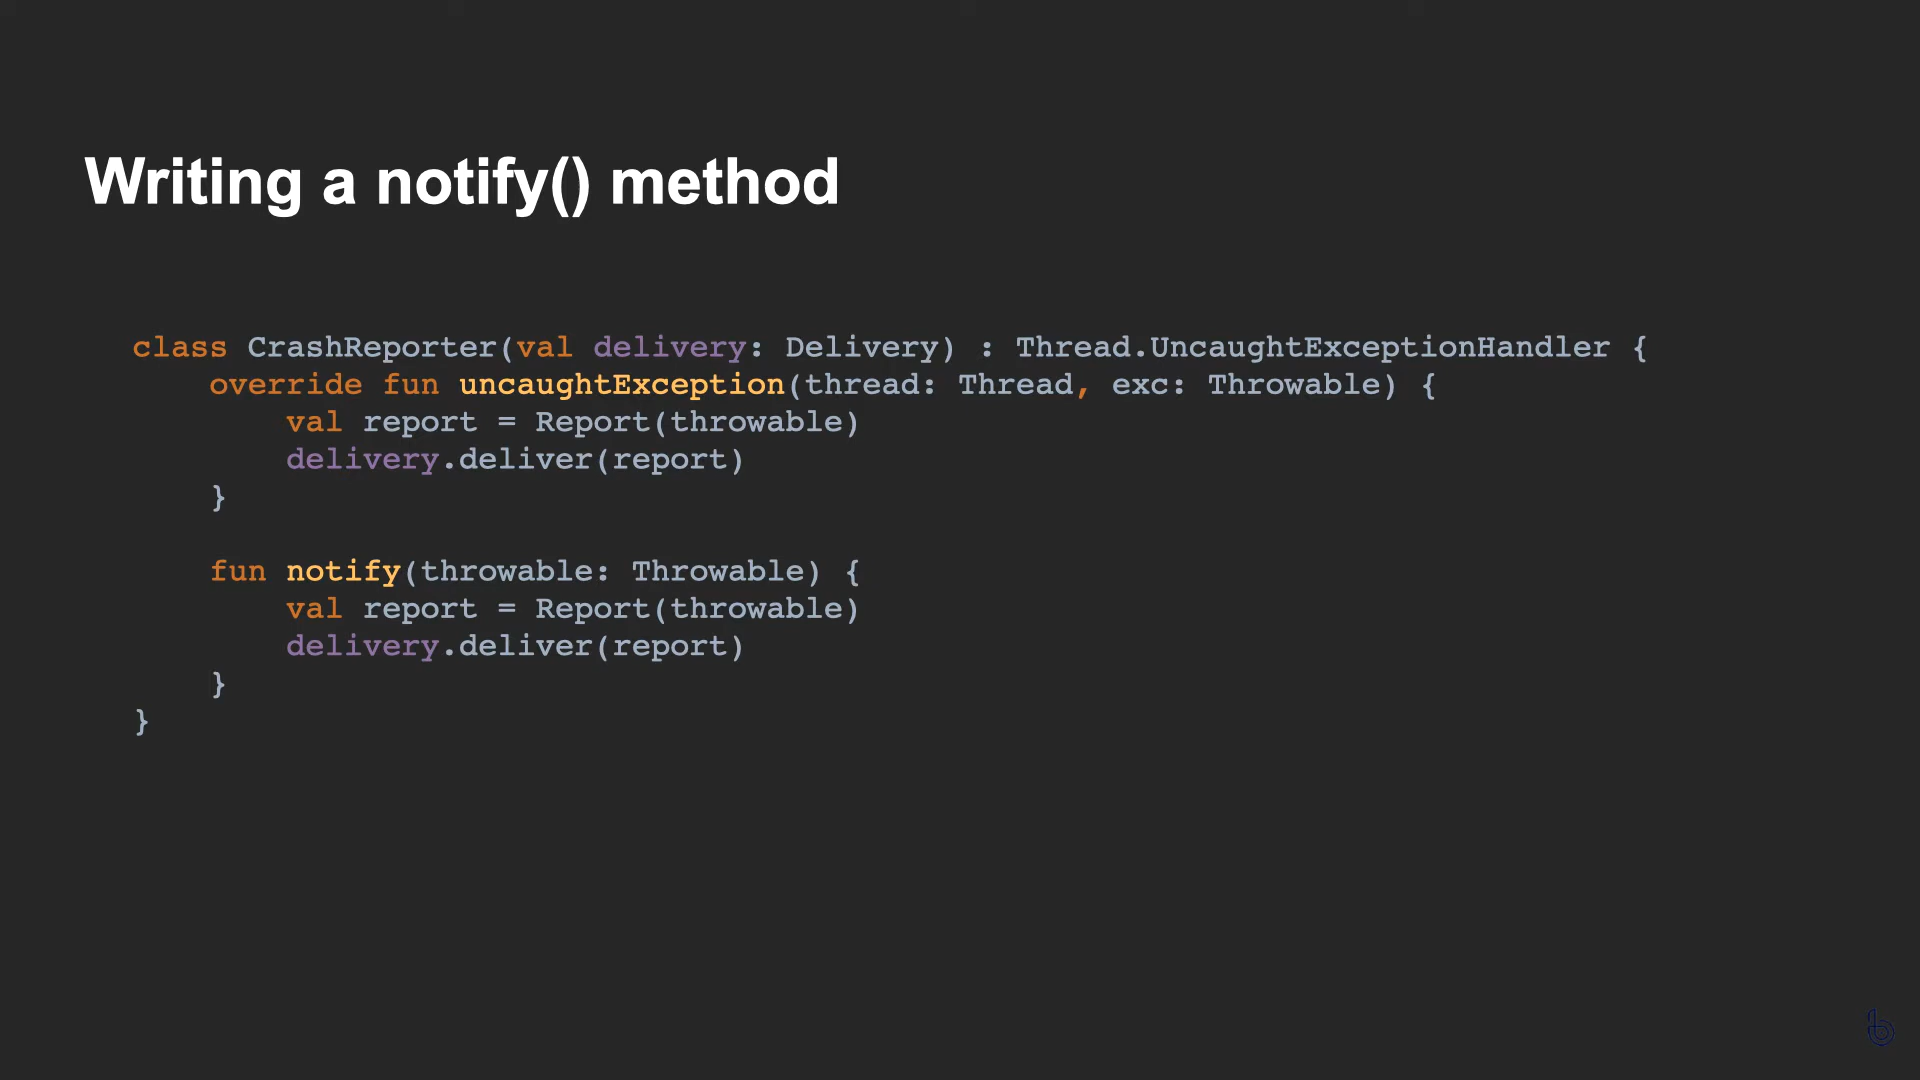 Writing a notify() method
class CrashReporter(val delivery: Delivery) : Thread.UncaughtExceptionHandler {
    override fun uncaughtException(thread: Thread, exc: Throwable) {
        val report = Report(throwable)
        delivery.deliver(report)
    }
    fun notify(throwable: Throwable) {
        val report = Report(throwable)
        delivery.deliver(report)
    }
}